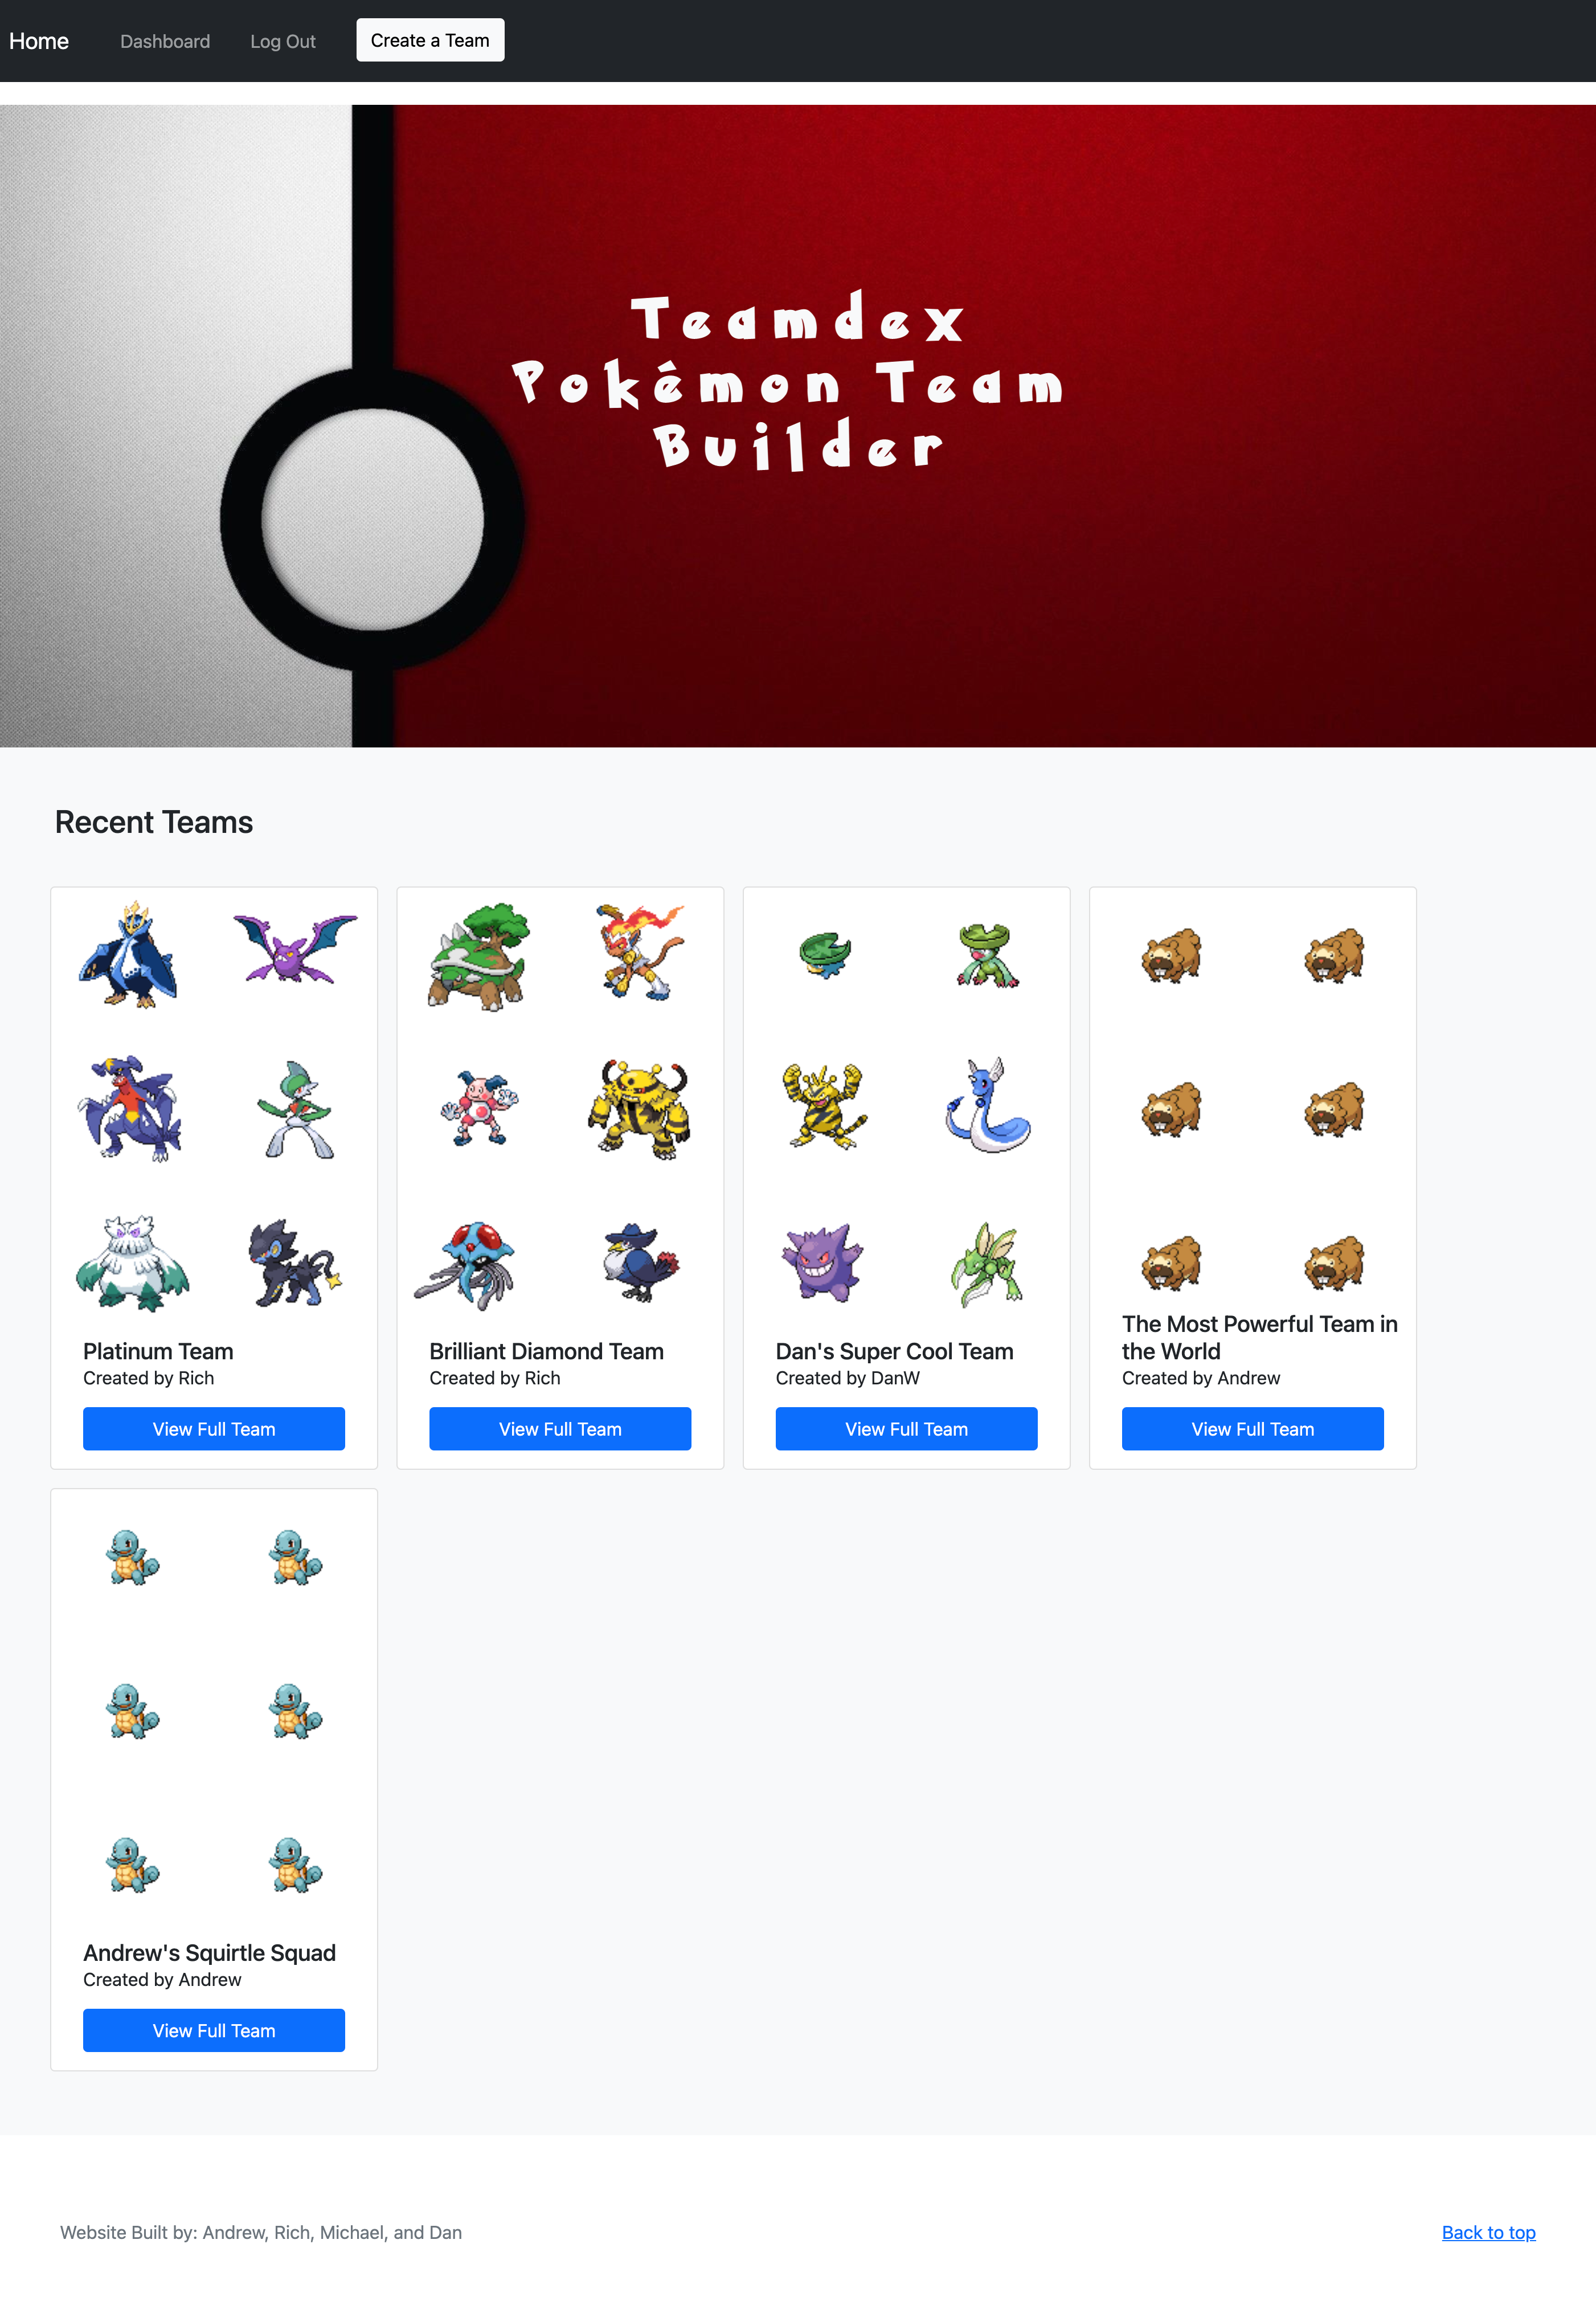 Home
Dashboard
Log Out
Create a Team
Teamdex
Pokémon Team
Builder
Recent Teams
Platinum Team
Created by Rich
View Full Team
Brilliant Diamond Team
Created by Rich
View Full Team
Dan's Super Cool Team
Created by DanW
View Full Team
The Most Powerful Team in
the World
Created by Andrew
View Full Team
Andrew's Squirtle Squad
Created by Andrew
View Full Team
Website Built by: Andrew, Rich, Michael, and Dan
Back to top